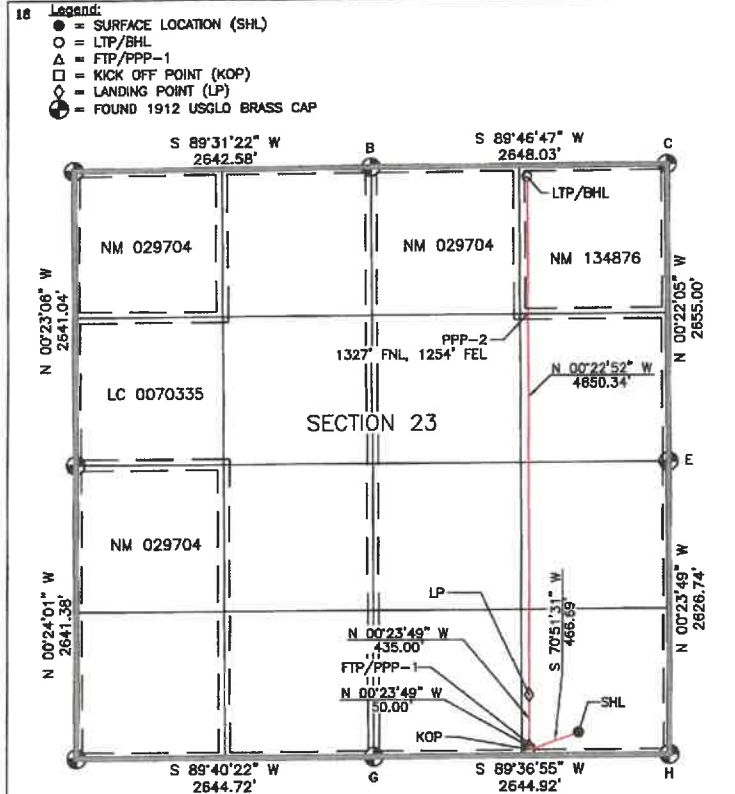 18
Legend:
= SURFACE LOCATION (SHL)
= LTP/BHL
= FTP/PPP-1
= KICK OFF POINT (KOP)
= LANDING POINT (LP)
= FOUND 1912 USGLO BRASS CAP
S 89°31'22" W
2642.58'
B
S 89°46'47" W
2648.03'
C
LTP/BHL
NM 029704
NM 029704
NM 134876
N 00°23'06" W
2641.04'
N 00°22'05" W
2655.00'
PPP-2
1327' FNL, 1254' FEL
N 00°22'52" W
4850.34'
LC 0070335
SECTION 23
E
NM 029704
LP
S 70°51'31" W
466.69'
N 00°24'01" W
2641.38'
N 00°23'49" W
2626.74'
N 00°23'49" W
435.00'
FTP/PPP-1
N 00°23'49" W
50.00'
SHL
KOP
S 89°40'22" W
2644.72'
G
S 89°36'55" W
2644.92'
H